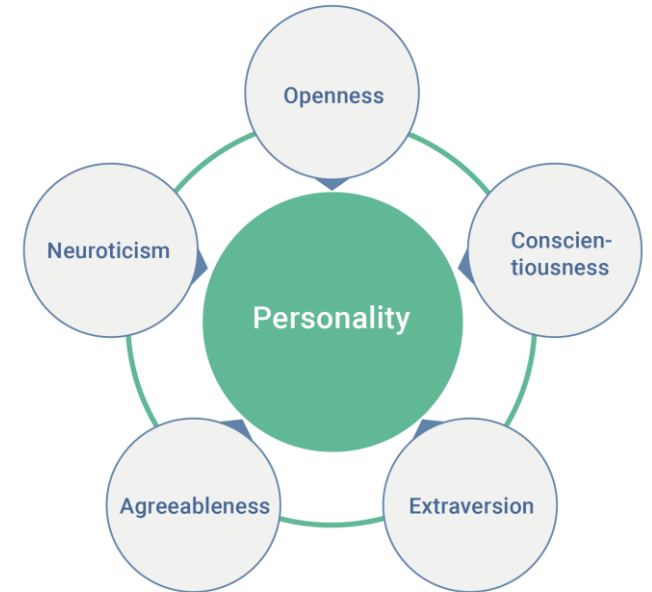 Openness
Neuroticism
Conscien-
tiousness
Personality
Agreeableness
Extraversion